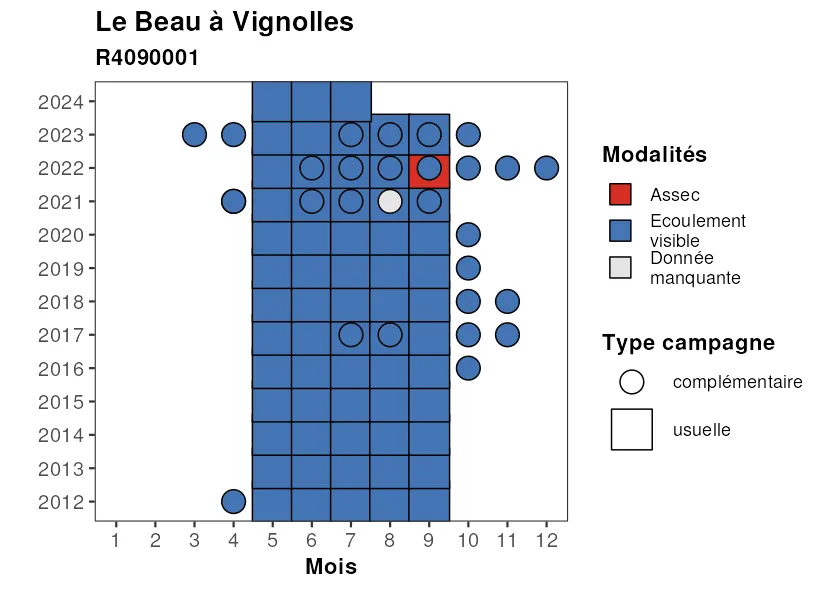 Le Beau à Vignolles
R4090001
2024
2023
2022
2021
2020
2019
2018
2017
2016
2015
2014
2013
2012
1 2 3 4 5 6 7 8 9 10 11 12
Mois
Modalités
Assec
Ecoulement
visible
Donnée
manquante
Type campagne
complémentaire
usuelle